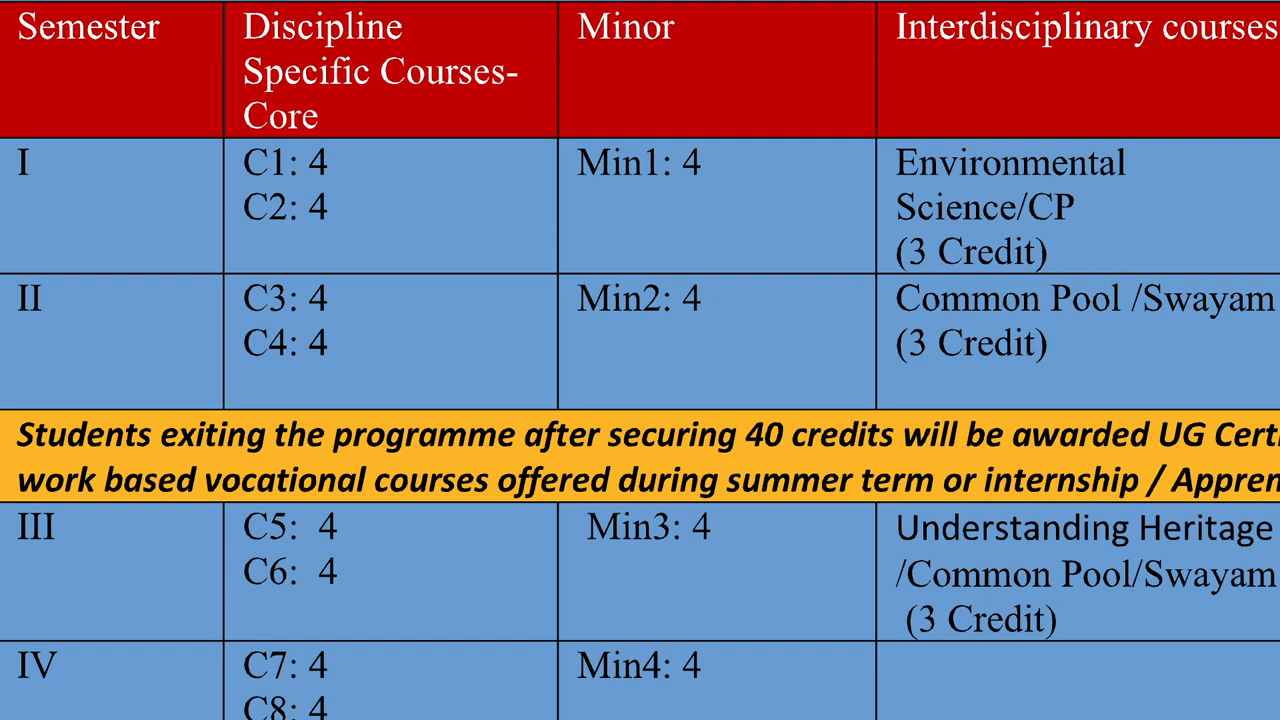 Semester
Discipline
Specific Courses-
Core
Minor
Interdisciplinary courses
I
C1: 4
C2: 4
Min1: 4
Environmental
Science/CP
(3 Credit)
II
C3: 4
C4: 4
Min2: 4
Common Pool /Swayam
(3 Credit)
Students exiting the programme after securing 40 credits will be awarded UG
work based vocational courses offered during summer term or internship /
III
C5: 4
C6: 4
Min3: 4
Understanding Heritage
/Common Pool/Swayam
(3 Credit)
IV
C7: 4
C8: 4
Min4: 4